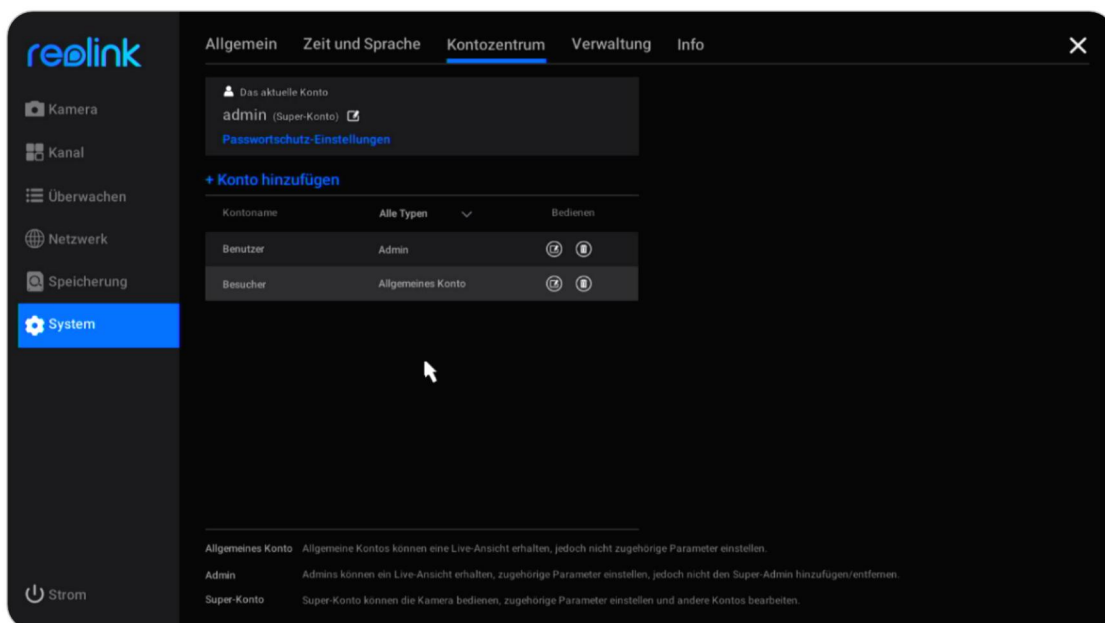 reolink
Allgemein Zeit und Sprache Kontozentrum Verwaltung Info
Kamera
Kanal
Überwachen
Netzwerk
Speicherung
System
Strom
Das aktuelle Konto
admin (Super-Konto)
Passwortschutz-Einstellungen
+ Konto hinzufügen
Kontoname Alle Typen Bedienen
Benutzer Admin
Besucher Allgemeines Konto
Allgemeines Konto Allgemeine Kontos können eine Live-Ansicht erhalten, jedoch nicht zugehörige Parameter einstellen.
Admin Admins können ein Live-Ansicht erhalten, zugehörige Parameter einstellen, jedoch nicht den Super-Admin hinzufügen/entfernen.
Super-Konto Super-Konto können die Kamera bedienen, zugehörige Parameter einstellen und andere Kontos bearbeiten.